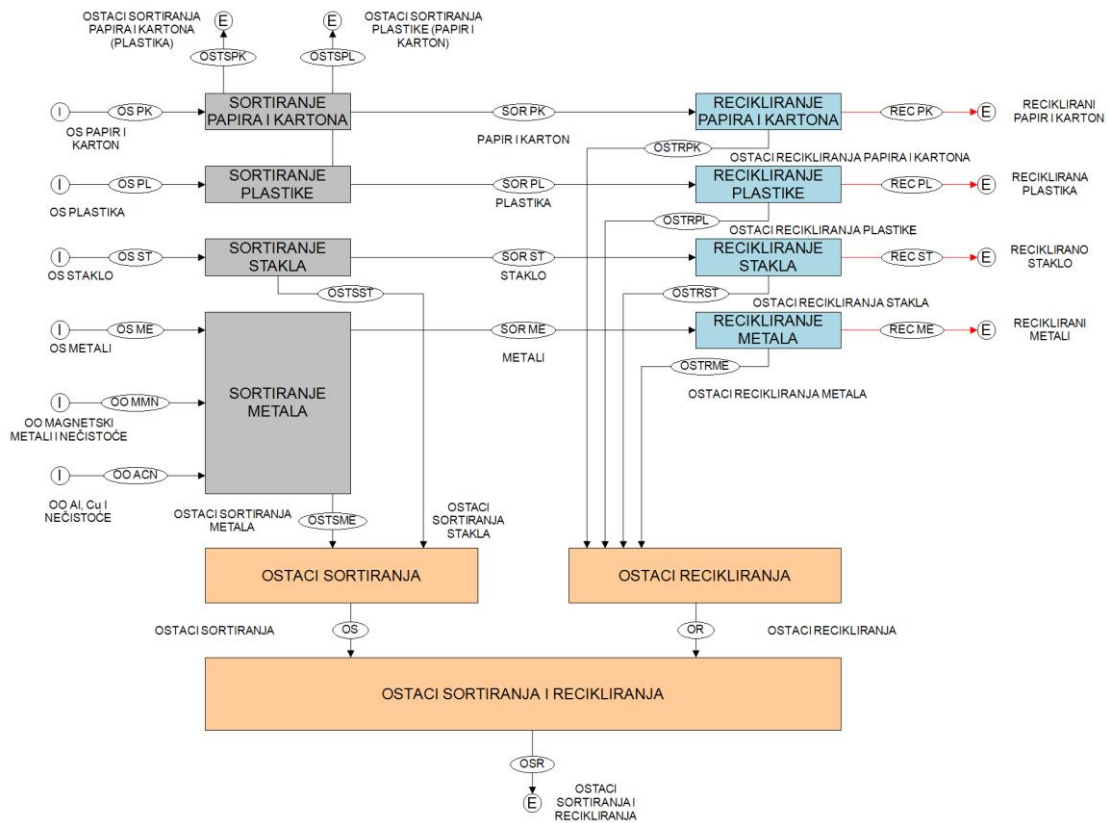 OSTACI SORTIRANJA
PAPIRA I KARTONA
(PLASTIKA)
E
E
OSTACI SORTIRANJA
PLASTIKE (PAPIR I
KARTON)
OSTSPK
OSTSPL
I
OS PK
OS PAPIR I
KARTON
SORTIRANJE
PAPIRA I KARTONA
SOR PK
PAPIR I KARTON
RECIKLIRANJE
PAPIRA I KARTONA
REC PK
E
RECIKLIRANI
PAPIR I KARTON
OSTRPK
OSTACI RECIKLIRANJA PAPIRA I KARTONA
I
OS PL
OS PLASTIKA
SORTIRANJE
PLASTIKE
SOR PL
PLASTIKA
RECIKLIRANJE
PLASTIKE
REC PL
E
RECIKLIRANA
PLASTIKA
OSTRPL
OSTACI RECIKLIRANJA PLASTIKE
I
OS ST
OS STAKLO
SORTIRANJE
STAKLA
SOR ST
STAKLO
RECIKLIRANJE
STAKLA
REC ST
E
RECIKLIRANO
STAKLO
OSTSST
OSTRST
OSTACI RECIKLIRANJA STAKLA
I
OS ME
OS METALI
SORTIRANJE
METALA
SOR ME
METALI
RECIKLIRANJE
METALA
REC ME
E
RECIKLIRANI
METALI
OSTRME
OSTACI RECIKLIRANJA METALA
I
OO MMN
OO MAGNETSKI
METALI I NEČISTOĆE
I
OO ACN
OO Al, Cu I
NEČISTOĆE
OSTACI SORTIRANJA
METALA
OSTSME
OSTACI
SORTIRANJA
STAKLA
OSTACI SORTIRANJA
OSTACI RECIKLIRANJA
OSTACI SORTIRANJA
OS
OR
OSTACI RECIKLIRANJA
OSTACI SORTIRANJA I RECIKLIRANJA
OSR
E
OSTACI
SORTIRANJA I
RECIKLIRANJA